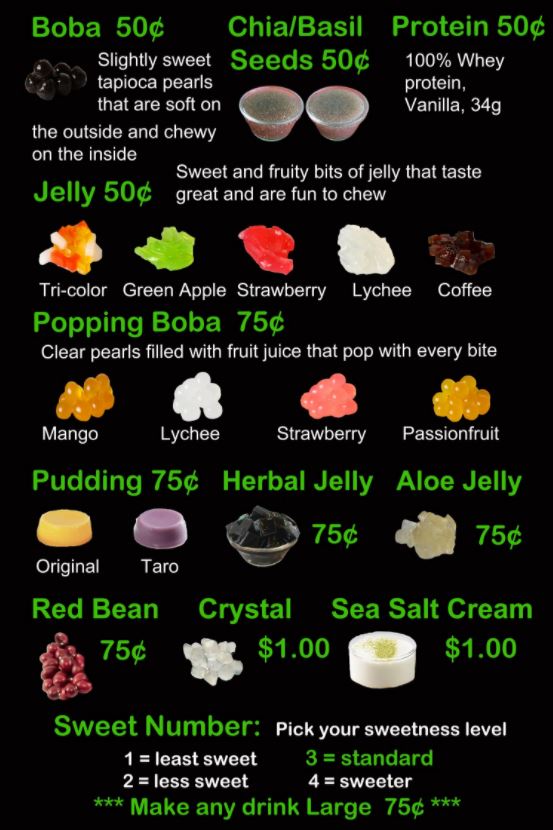 Boba 50¢
Slightly sweet
tapioca pearls
that are soft on
the outside and chewy
on the inside
Chia/Basil
Seeds 50¢
Protein 50¢
100% Whey
protein,
Vanilla, 34g
Jelly 50¢
Sweet and fruity bits of jelly that taste
great and are fun to chew
Tri-color Green Apple Strawberry Lychee Coffee
Popping Boba 75¢
Clear pearls filled with fruit juice that pop with every bite
Mango Lychee Strawberry Passionfruit
Pudding 75¢
Original Taro
Herbal Jelly
75¢
Aloe Jelly
75¢
Red Bean
75¢
Crystal
$1.00
Sea Salt Cream
$1.00
Sweet Number: Pick your sweetness level
1 = least sweet 3 = standard
2 = less sweet 4 = sweeter
*** Make any drink Large 75¢ ***